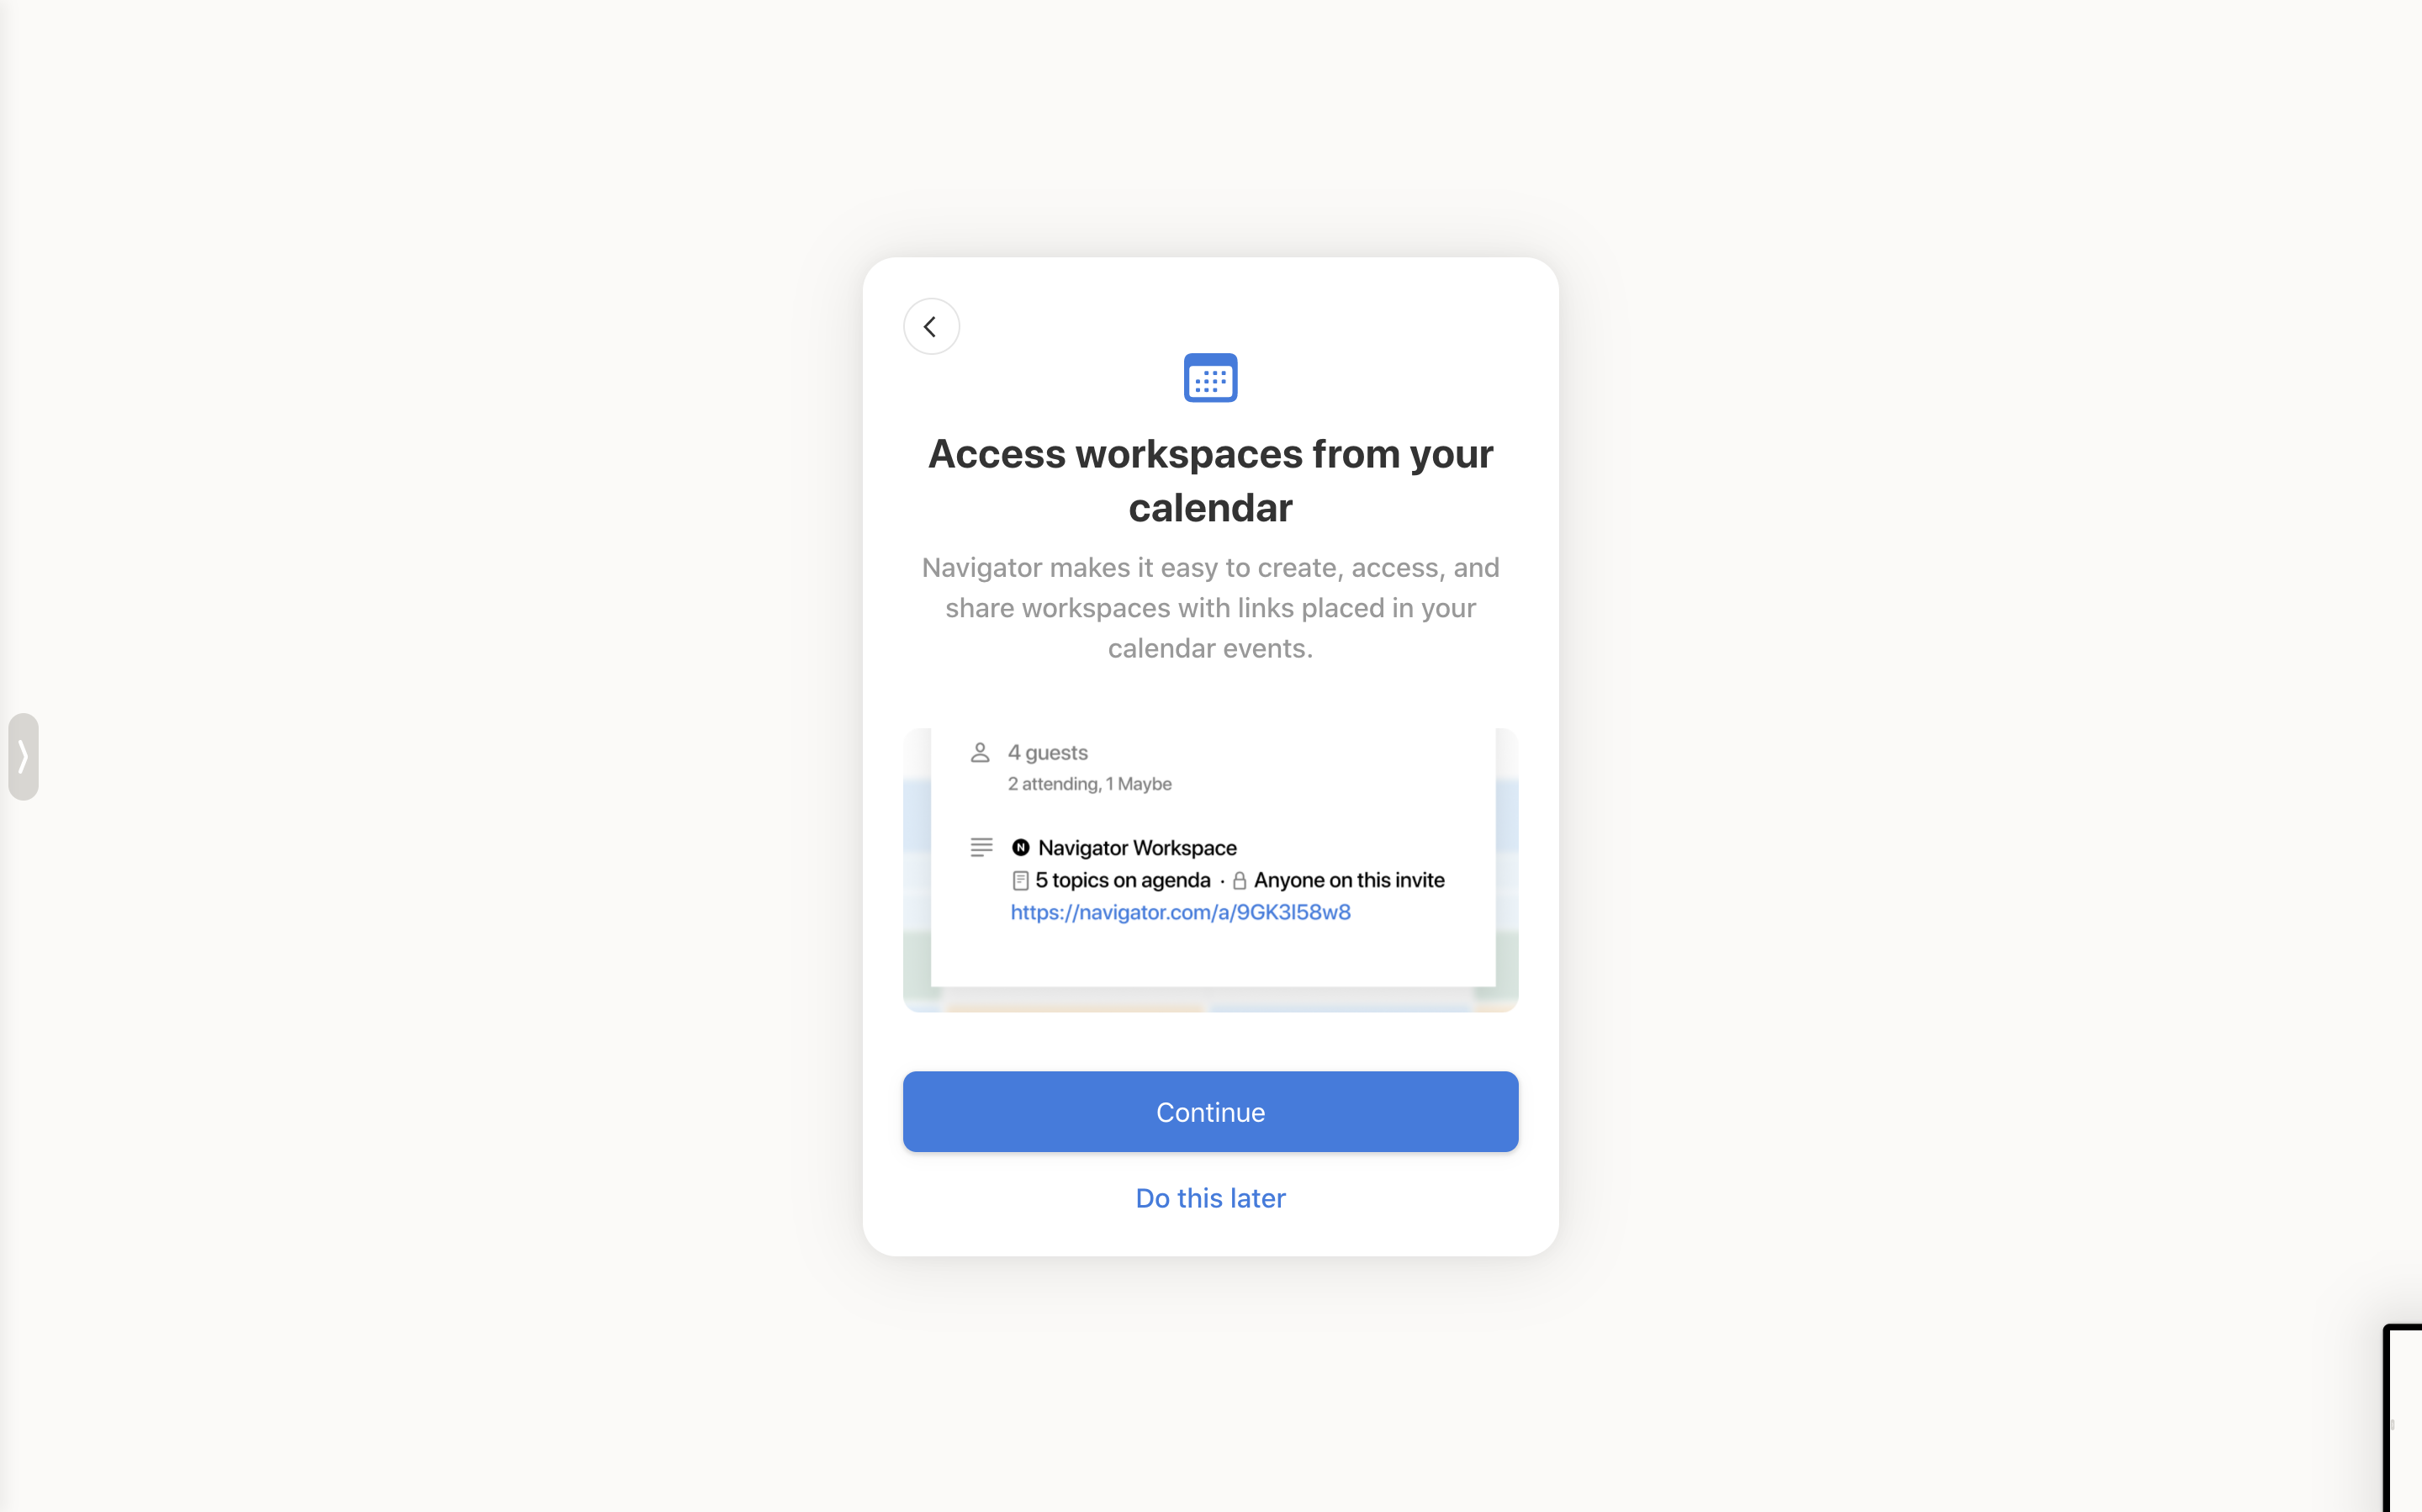 Access workspaces from your
calendar
Navigator makes it easy to create, access, and
share workspaces with links placed in your
calendar events.
4 guests
2 attending, 1 Maybe
N Navigator Workspace
5 topics on agenda · Anyone on this invite
https://navigator.com/a/9GK3I58w8
Continue
Do this later